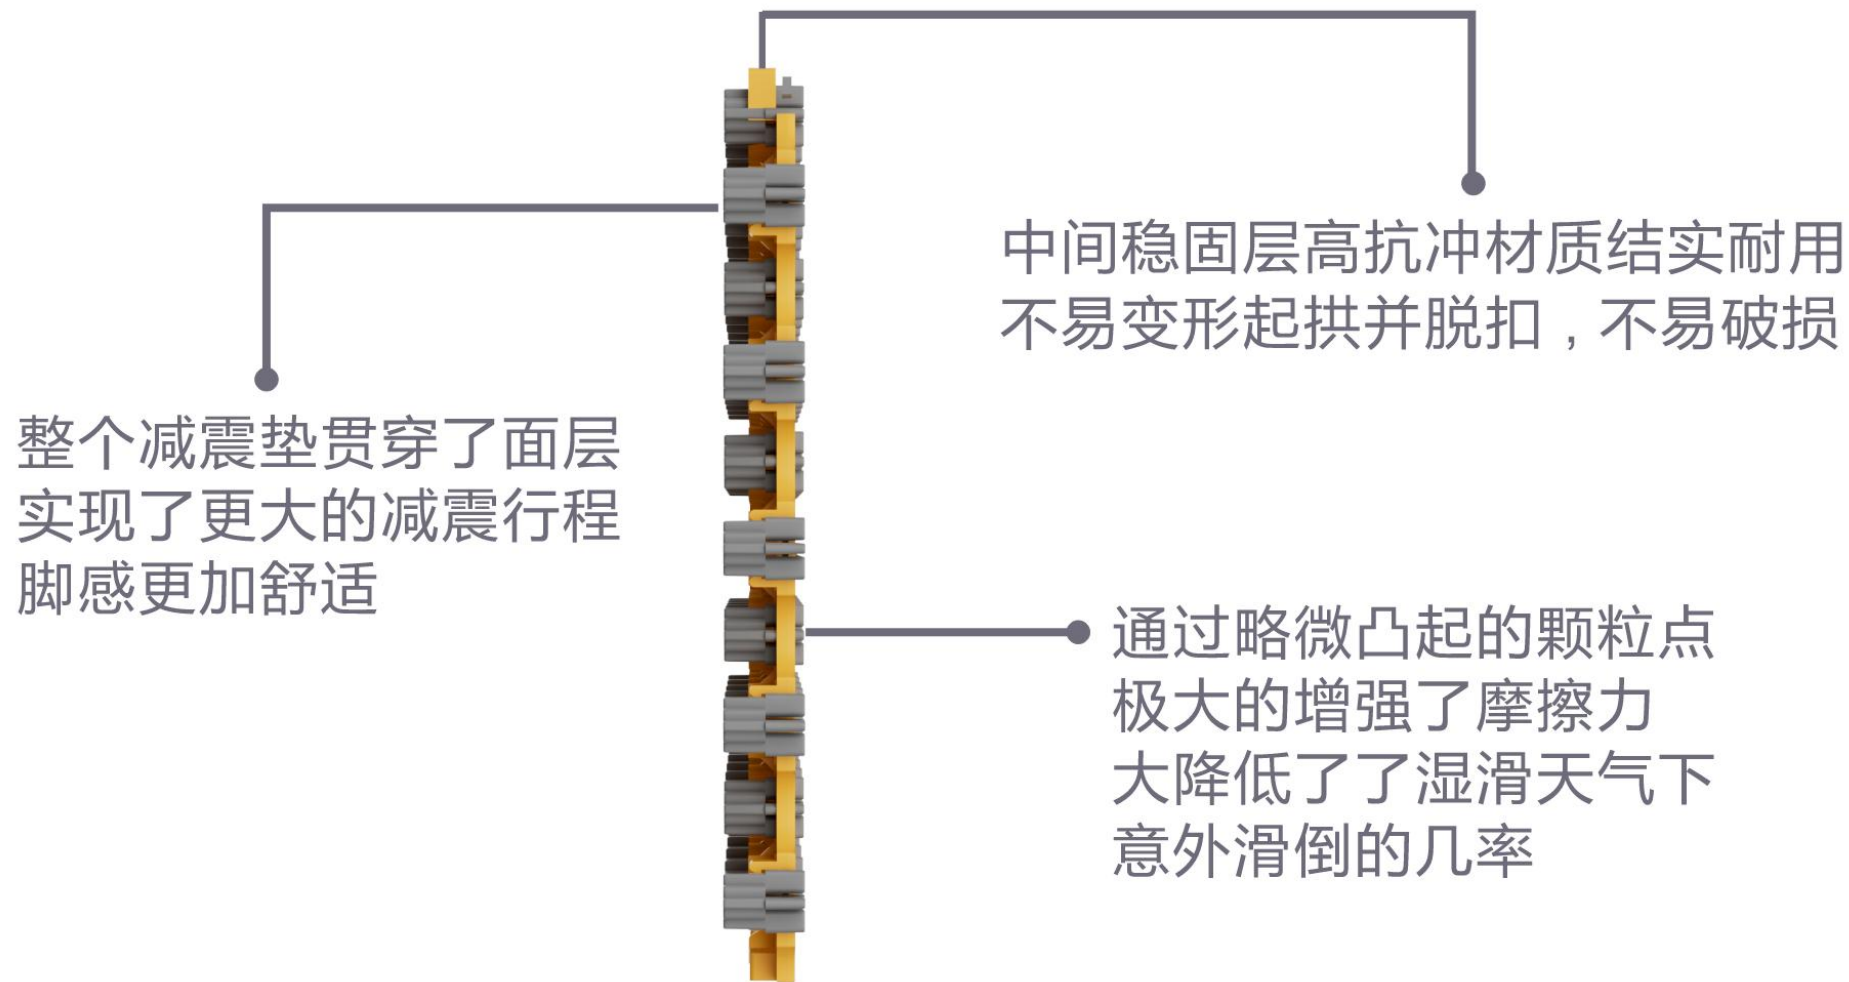 中间稳固层高抗冲材质结实耐用
不易变形起拱并脱扣，不易破损
整个减震垫贯穿了面层
实现了更大的减震行程
脚感更加舒适
通过略微凸起的颗粒点
极大的增强了摩擦力
大降低了了湿滑天气下
意外滑倒的几率